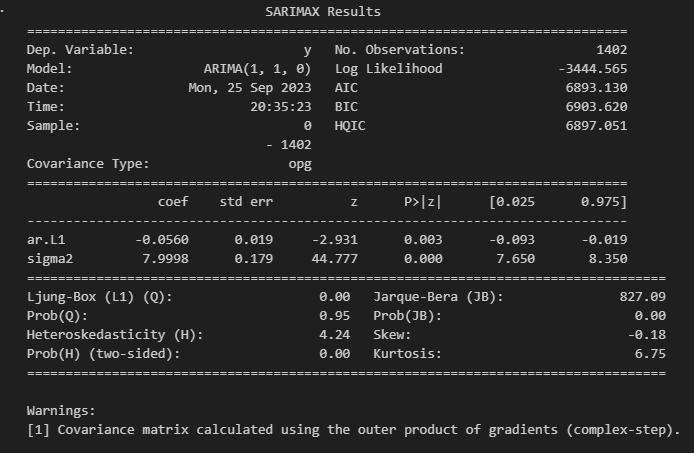 SARIMAX Results
==============================================================================
Dep. Variable:                      y   No. Observations:                 1402
Model:                 ARIMA(1, 1, 0)   Log Likelihood               -3444.565
Date:                Mon, 25 Sep 2023   AIC                           6893.130
Time:                        20:35:23   BIC                           6903.620
Sample:                             0   HQIC                          6897.051
- 1402
Covariance Type:                  opg
==============================================================================
coef    std err          z      P>|z|      [0.025      0.975]
------------------------------------------------------------------------------
ar.L1         -0.0560      0.019     -2.931      0.003      -0.093      -0.019
sigma2         7.9998      0.179     44.777      0.000       7.650       8.350
===================================================================================
Ljung-Box (L1) (Q):                   0.00   Jarque-Bera (JB):               827.09
Prob(Q):                              0.95   Prob(JB):                         0.00
Heteroskedasticity (H):               4.24   Skew:                            -0.18
Prob(H) (two-sided):                  0.00   Kurtosis:                         6.75
===================================================================================
Warnings:
[1] Covariance matrix calculated using the outer product of gradients (complex-step).